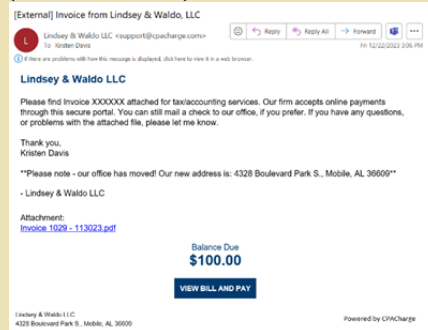 [External] Invoice from Lindsey & Waldo, LLC
L
Lindsey & Waldo LLC <support@cpacharge.com>
To Kristen Davis
Reply
Reply All
Forward
Fri 12/22/2023 3:06 PM
If there are problems with how this message is displayed, click here to view it in a web browser.
Lindsey & Waldo LLC
Please find Invoice XXXXXX attached for tax/accounting services. Our firm accepts online payments
through this secure portal. You can still mail a check to our office, if you prefer. If you have any questions,
or problems with the attached file, please let me know.
Thank you,
Kristen Davis
**Please note - our office has moved! Our new address is: 4328 Boulevard Park S., Mobile, AL 36609**
- Lindsey & Waldo LLC
Attachment:
Invoice 1029 - 113023.pdf
Balance Due
$100.00
VIEW BILL AND PAY
Lindsey & Waldo LLC
4328 Boulevard Park S., Mobile, AL 36609
Powered by CPACharge